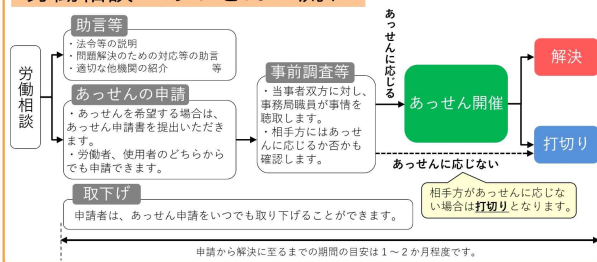 助言等
・法令等の説明
・問題解決のための対応等の助言
・適切な他機関の紹介　　　等
労働相談
あっせんの申請
・あっせんを希望する場合は、
あっせん申請書を提出いただき
ます。
・労働者、使用者のどちらから
でも申請できます。
事前調査等
・当事者双方に対し、
事務局職員が事情を
聴取します。
・相手方にはあっせ
んに応じるか否かも
確認します。
あっせんに応じる
あっせん開催
解決
打切り
あっせんに応じない
相手方があっせんに応じな
い場合は打切りとなります。
取下げ
申請者は、あっせん申請をいつでも取り下げることができます。
申請から解決に至るまでの期間の目安は１～２か月程度です。